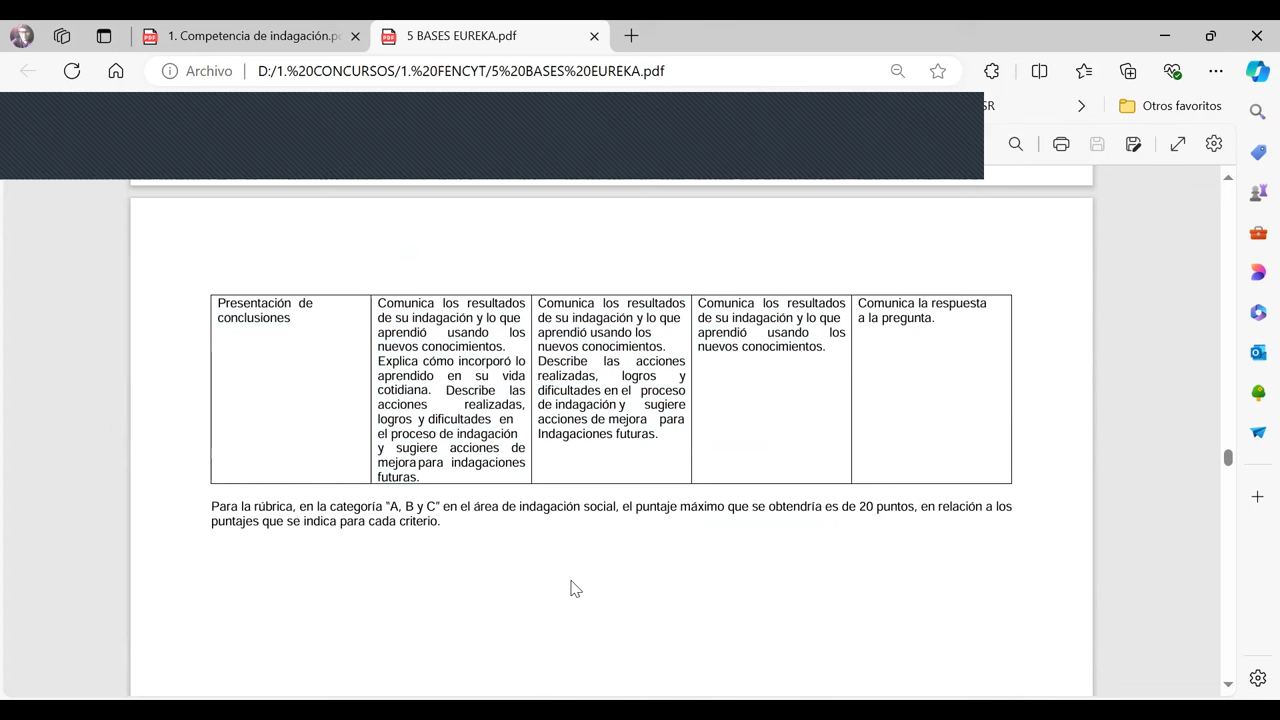 1. Competencia de indagación.p
5 BASES EUREKA.pdf
Archivo
D:/1.%20CONCURSOS/1.%20FENCYT/5%20BASES%20EUREKA.pdf
SR
Otros favoritos
Presentación de
conclusiones
Comunica los resultados
de su indagación y lo que
aprendió usando los
nuevos conocimientos.
Explica cómo incorporó lo
aprendido en su vida
cotidiana. Describe las
acciones realizadas,
logros y dificultades en
el proceso de indagación
y sugiere acciones de
mejora para indagaciones
futuras.
Comunica los resultados
de su indagación y lo que
aprendió usando los
nuevos conocimientos.
Describe las acciones
realizadas, logros y
dificultades en el proceso
de indagación y sugiere
acciones de mejora para
Indagaciones futuras.
Comunica los resultados
de su indagación y lo que
aprendió usando los
nuevos conocimientos.
Comunica la respuesta
a la pregunta.
Para la rúbrica, en la categoría “A, B y C” en el área de indagación social, el puntaje máximo que se obtendría es de 20 puntos, en relación a los
puntajes que se indica para cada criterio.